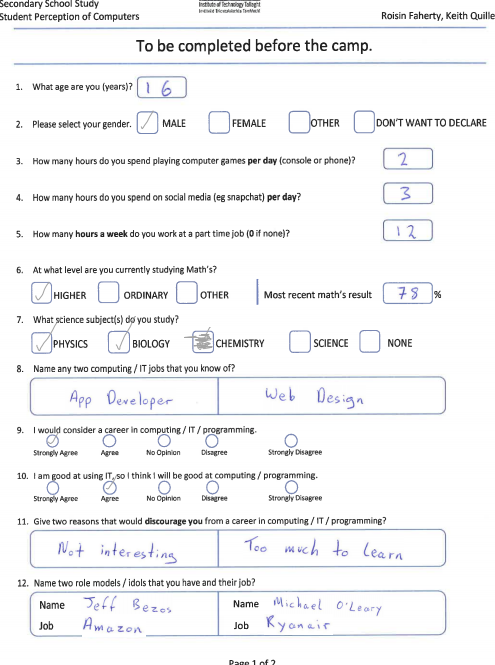 Secondary School Study
Student Perception of Computers
Institute of Technology Tallaght
Roisin Faherty, Keith Quille
To be completed before the camp.
1. What age are you (years)? 16
2. Please select your gender. MALE FEMALE OTHER DON'T WANT TO DECLARE
3. How many hours do you spend playing computer games per day (console or phone)? 2
4. How many hours do you spend on social media (eg snapchat) per day? 3
5. How many hours a week do you work at a part time job (0 if none)? 12
6. At what level are you currently studying Math's?
HIGHER ORDINARY OTHER Most recent math's result 78 %
7. What science subject(s) do you study?
PHYSICS BIOLOGY CHEMISTRY SCIENCE NONE
8. Name any two computing / IT jobs that you know of?
App Developer Web Design
9. I would consider a career in computing / IT / programming.
Strongly Agree Agree No Opinion Disagree Strongly Disagree
10. I am good at using IT, so I think I will be good at computing / programming.
Strongly Agree Agree No Opinion Disagree Strongly Disagree
11. Give two reasons that would discourage you from a career in computing / IT / programming?
Not interesting Too much to learn
12. Name two role models / idols that you have and their job?
Name Jeff Bezos Name Michael O'Leary
Job Amazon Job Ryanair
Page 1 of 2